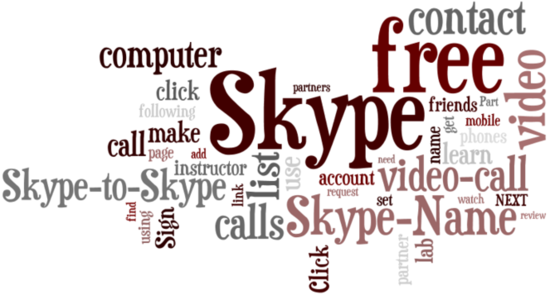 contact
free
computer
Skype
video
click
partners
friends
Part
following
mobile
call
make
name
get
phones
page
add
instructor
list
use
learn
Skype-to-Skype
link
account
need
video-call
request
find
using
Sign
calls
Skype-Name
set
watch
NEXT
review
Click
partner
lab